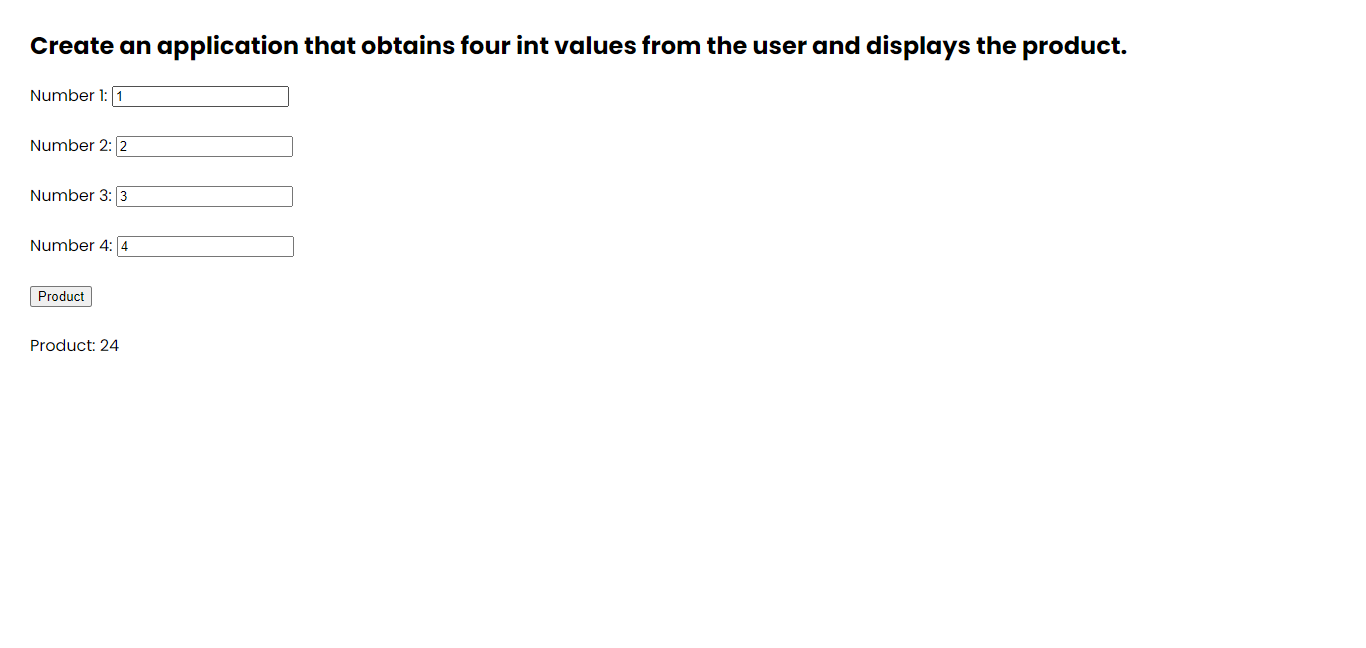 Create an application that obtains four int values from the user and displays the product.
Number 1: 1
Number 2: 2
Number 3: 3
Number 4: 4
Product
Product: 24